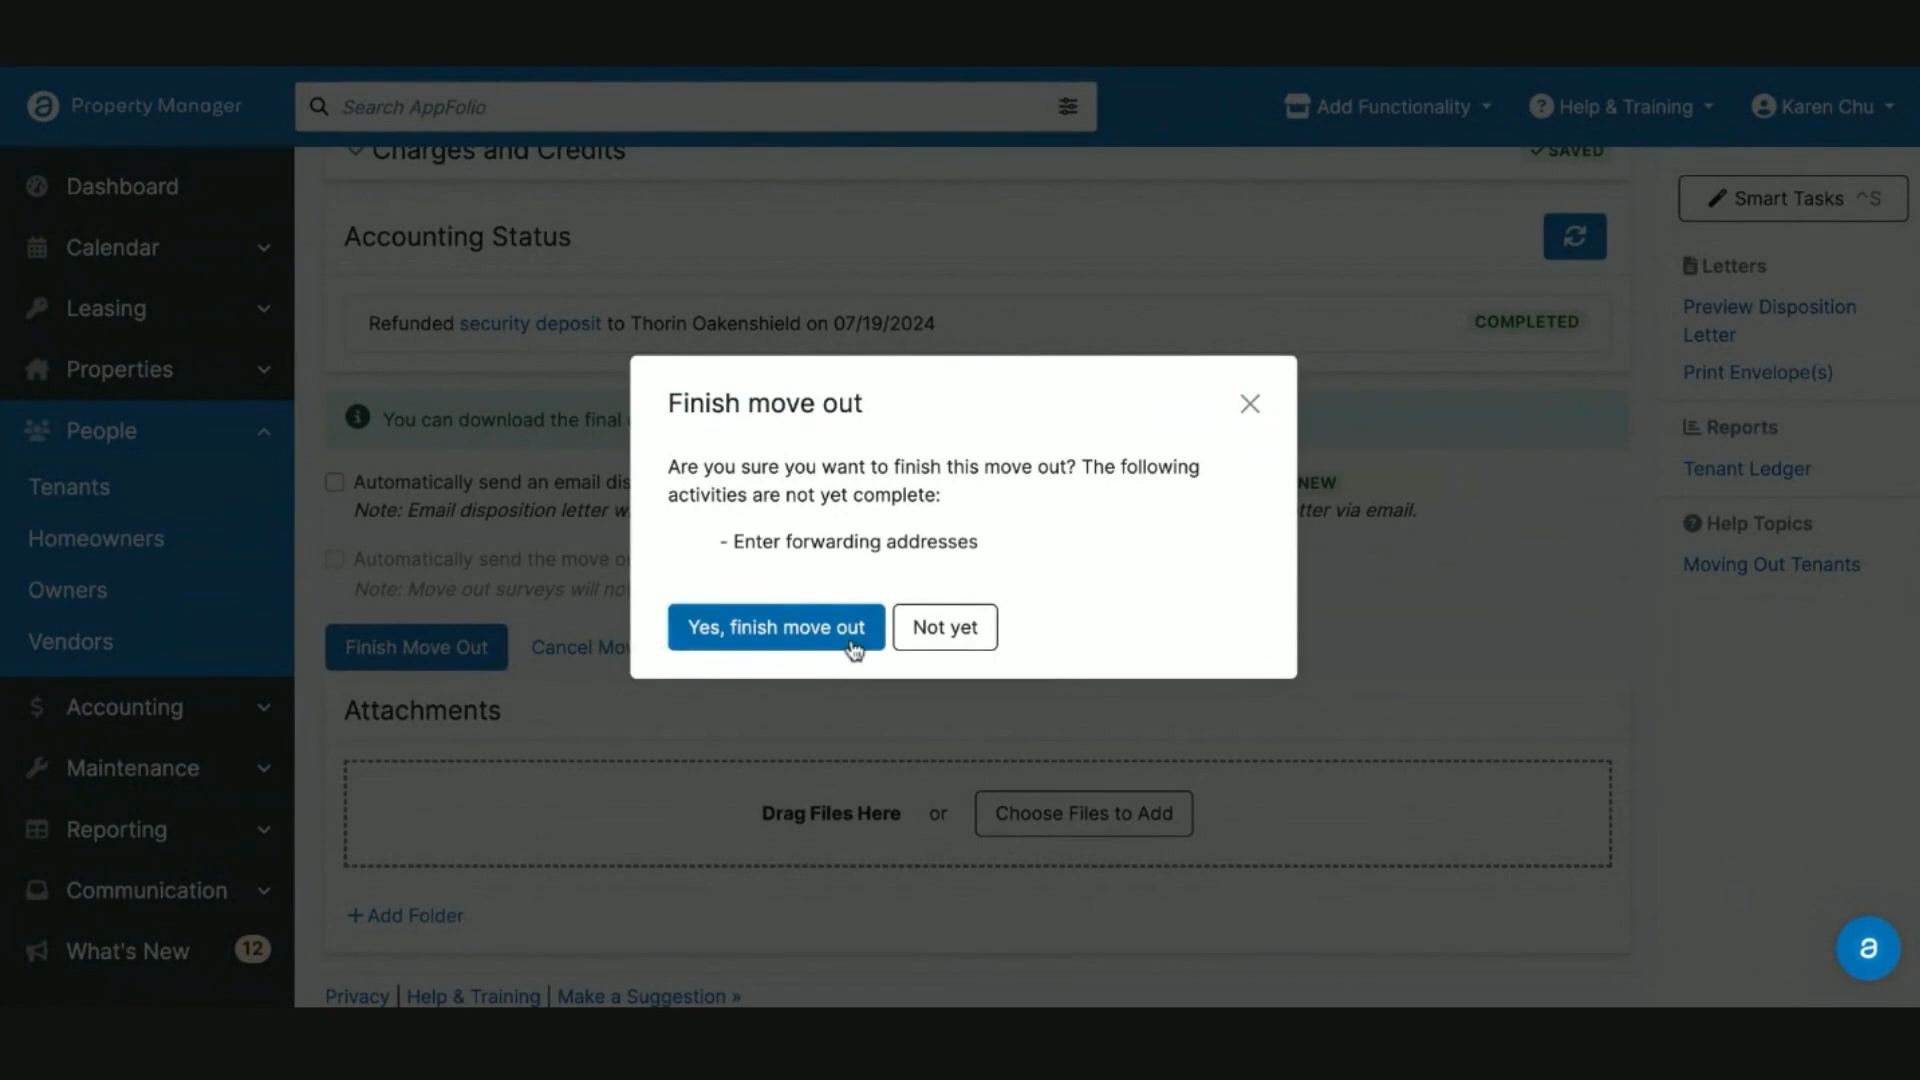 Property Manager
Search AppFolio
Add Functionality
Help & Training
Karen Chu
Dashboard
Calendar
Leasing
Properties
People
Tenants
Homeowners
Owners
Vendors
Accounting
Maintenance
Reporting
Communication
What's New 12
Charges and Credits
SAVED
Accounting Status
Refunded security deposit to Thorin Oakenshield on 07/19/2024
COMPLETED
You can download the final
Automatically send an email dis
NEW
Note: Email disposition letter w
tter via email.
Automatically send the move o
Note: Move out surveys will no
Finish Move Out
Cancel Mov
Finish move out
Are you sure you want to finish this move out? The following
activities are not yet complete:
- Enter forwarding addresses
Yes, finish move out
Not yet
Attachments
Drag Files Here or Choose Files to Add
+ Add Folder
Privacy | Help & Training | Make a Suggestion »
Smart Tasks ^S
Letters
Preview Disposition
Letter
Print Envelope(s)
Reports
Tenant Ledger
Help Topics
Moving Out Tenants
a